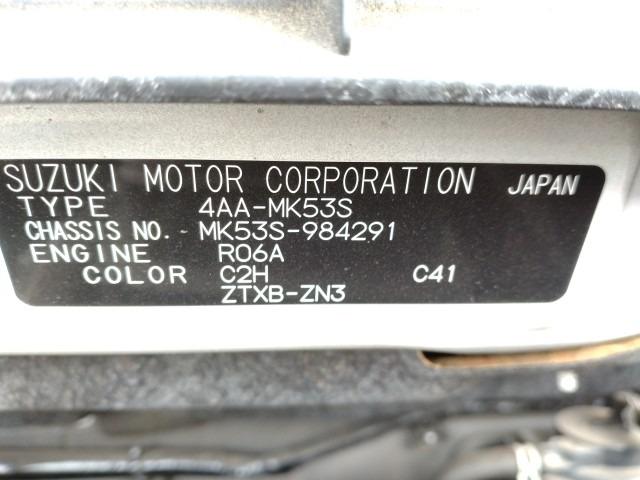 SUZUKI MOTOR CORPORATION JAPAN
TYPE 4AA-MK53S
CHASSIS NO. MK53S-984291
ENGINE R06A
COLOR C2H C41
ZTXB-ZN3